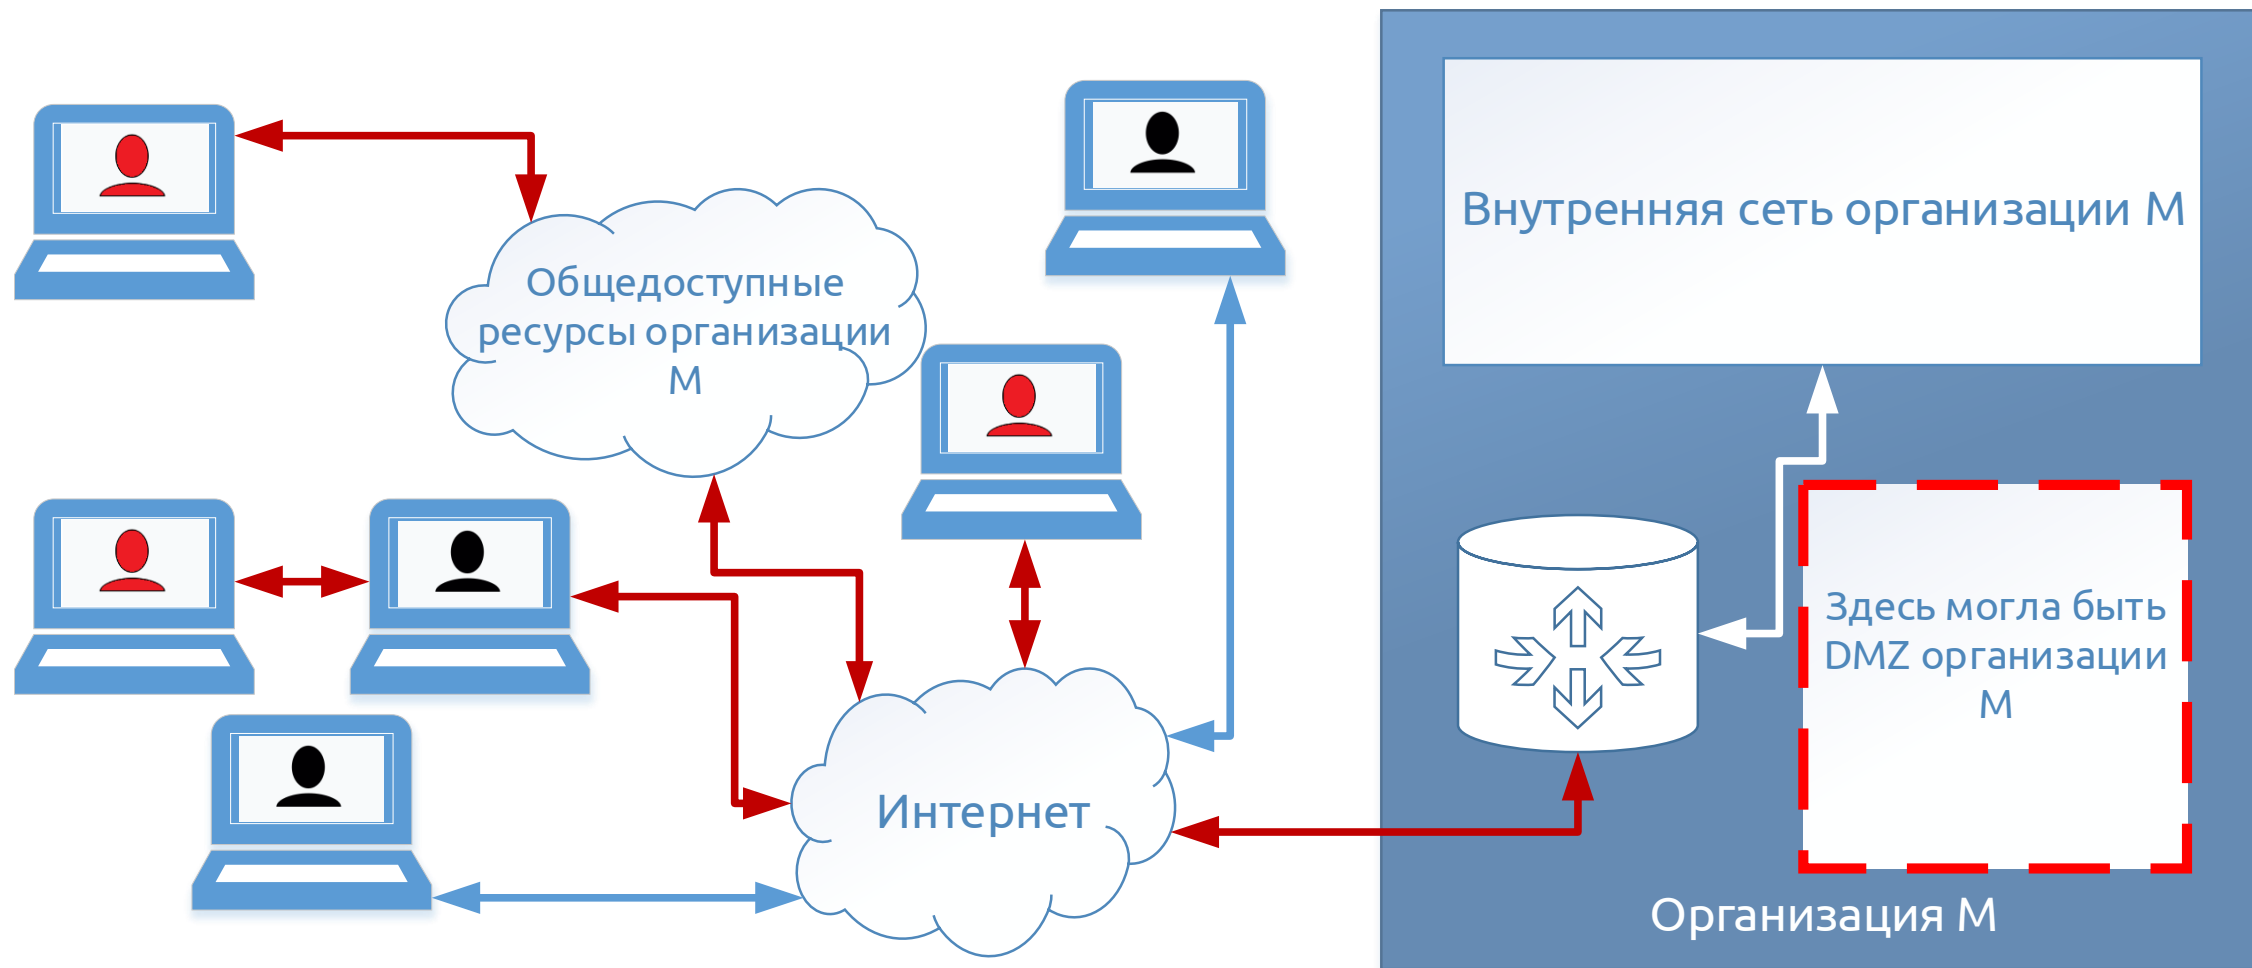 Общедоступные
ресурсы организации
М
Интернет
Внутренняя сеть организации М
Здесь могла быть
DMZ организации
М
Организация М